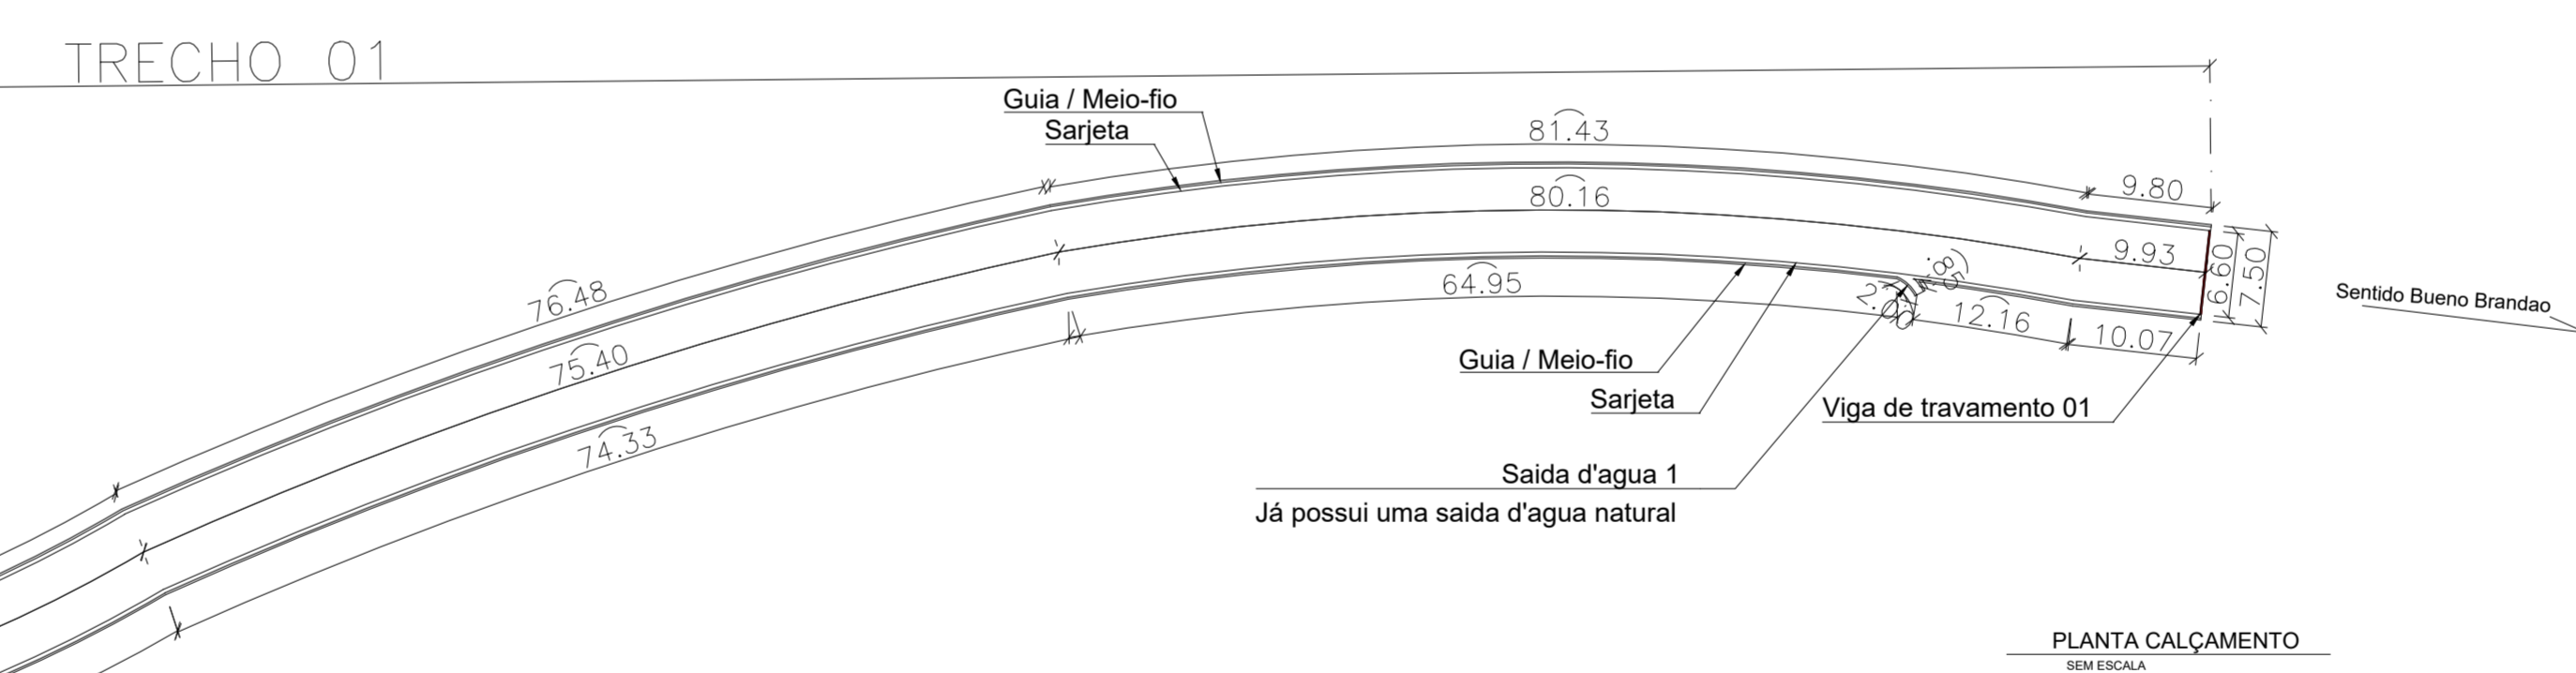 TRECHO 01
Guia / Meio-fio
Sarjeta
81.43
9.80
80.16
9.93
6.60
7.50
76.48
75.40
74.33
64.95
2.00
12.16
10.07
Sentido Bueno Brandao
Guia / Meio-fio
Sarjeta
Viga de travamento 01
Saida d'agua 1
Já possui uma saida d'agua natural
PLANTA CALÇAMENTO
SEM ESCALA